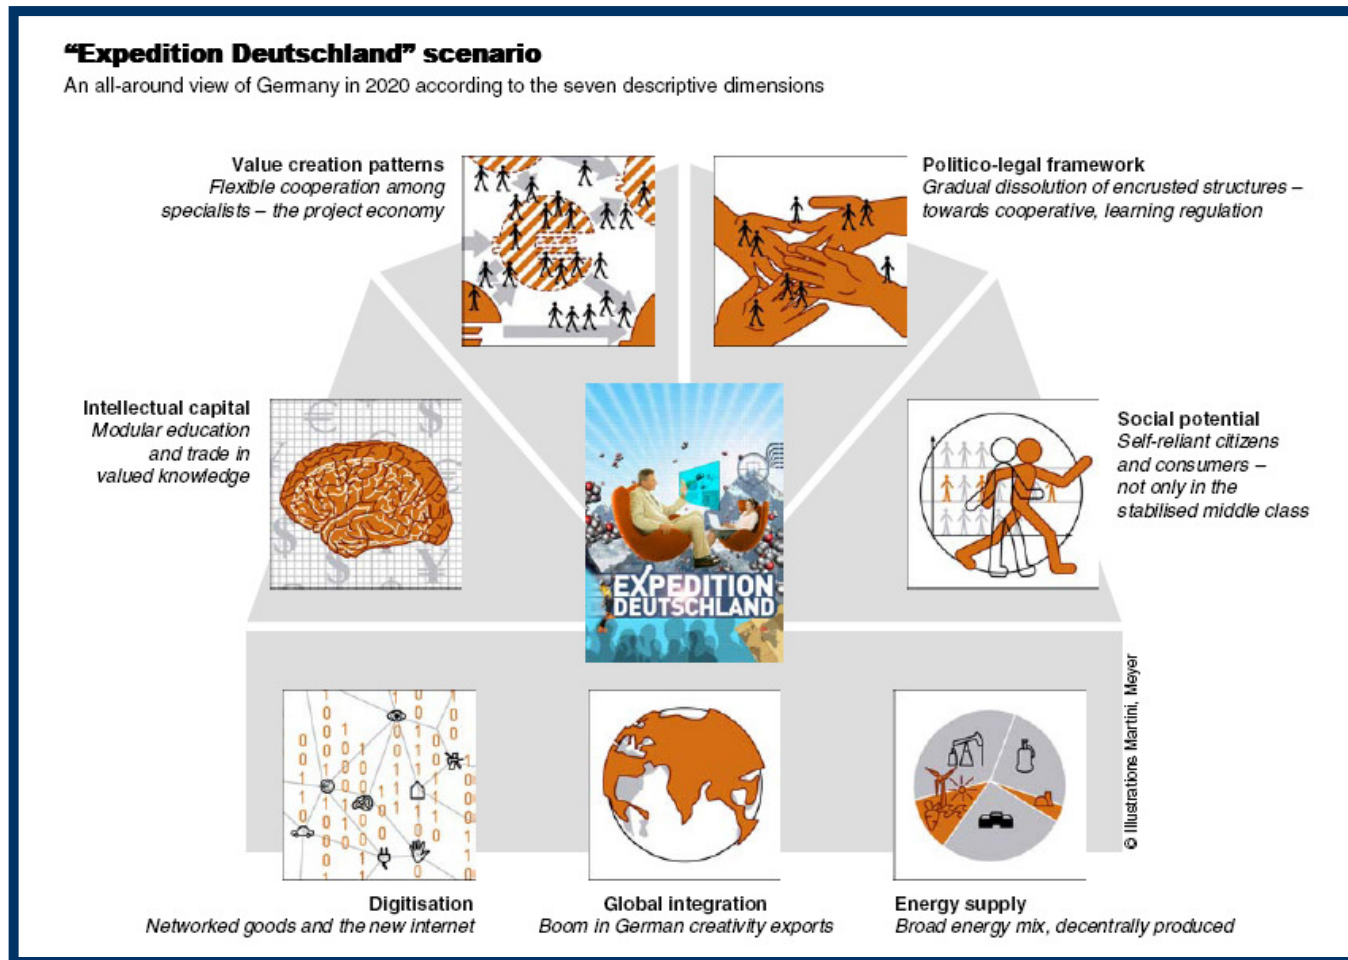 “Expedition Deutschland” scenario
An all-around view of Germany in 2020 according to the seven descriptive dimensions
Value creation patterns
Flexible cooperation among
specialists – the project economy
Politico-legal framework
Gradual dissolution of encrusted structures –
towards cooperative, learning regulation
Intellectual capital
Modular education
and trade in
valued knowledge
EXPEDITION
DEUTSCHLAND
Social potential
Self-reliant citizens
and consumers –
not only in the
stabilised middle class
© Illustrations Martini, Meyer
Digitisation
Networked goods and the new internet
Global integration
Boom in German creativity exports
Energy supply
Broad energy mix, decentrally produced